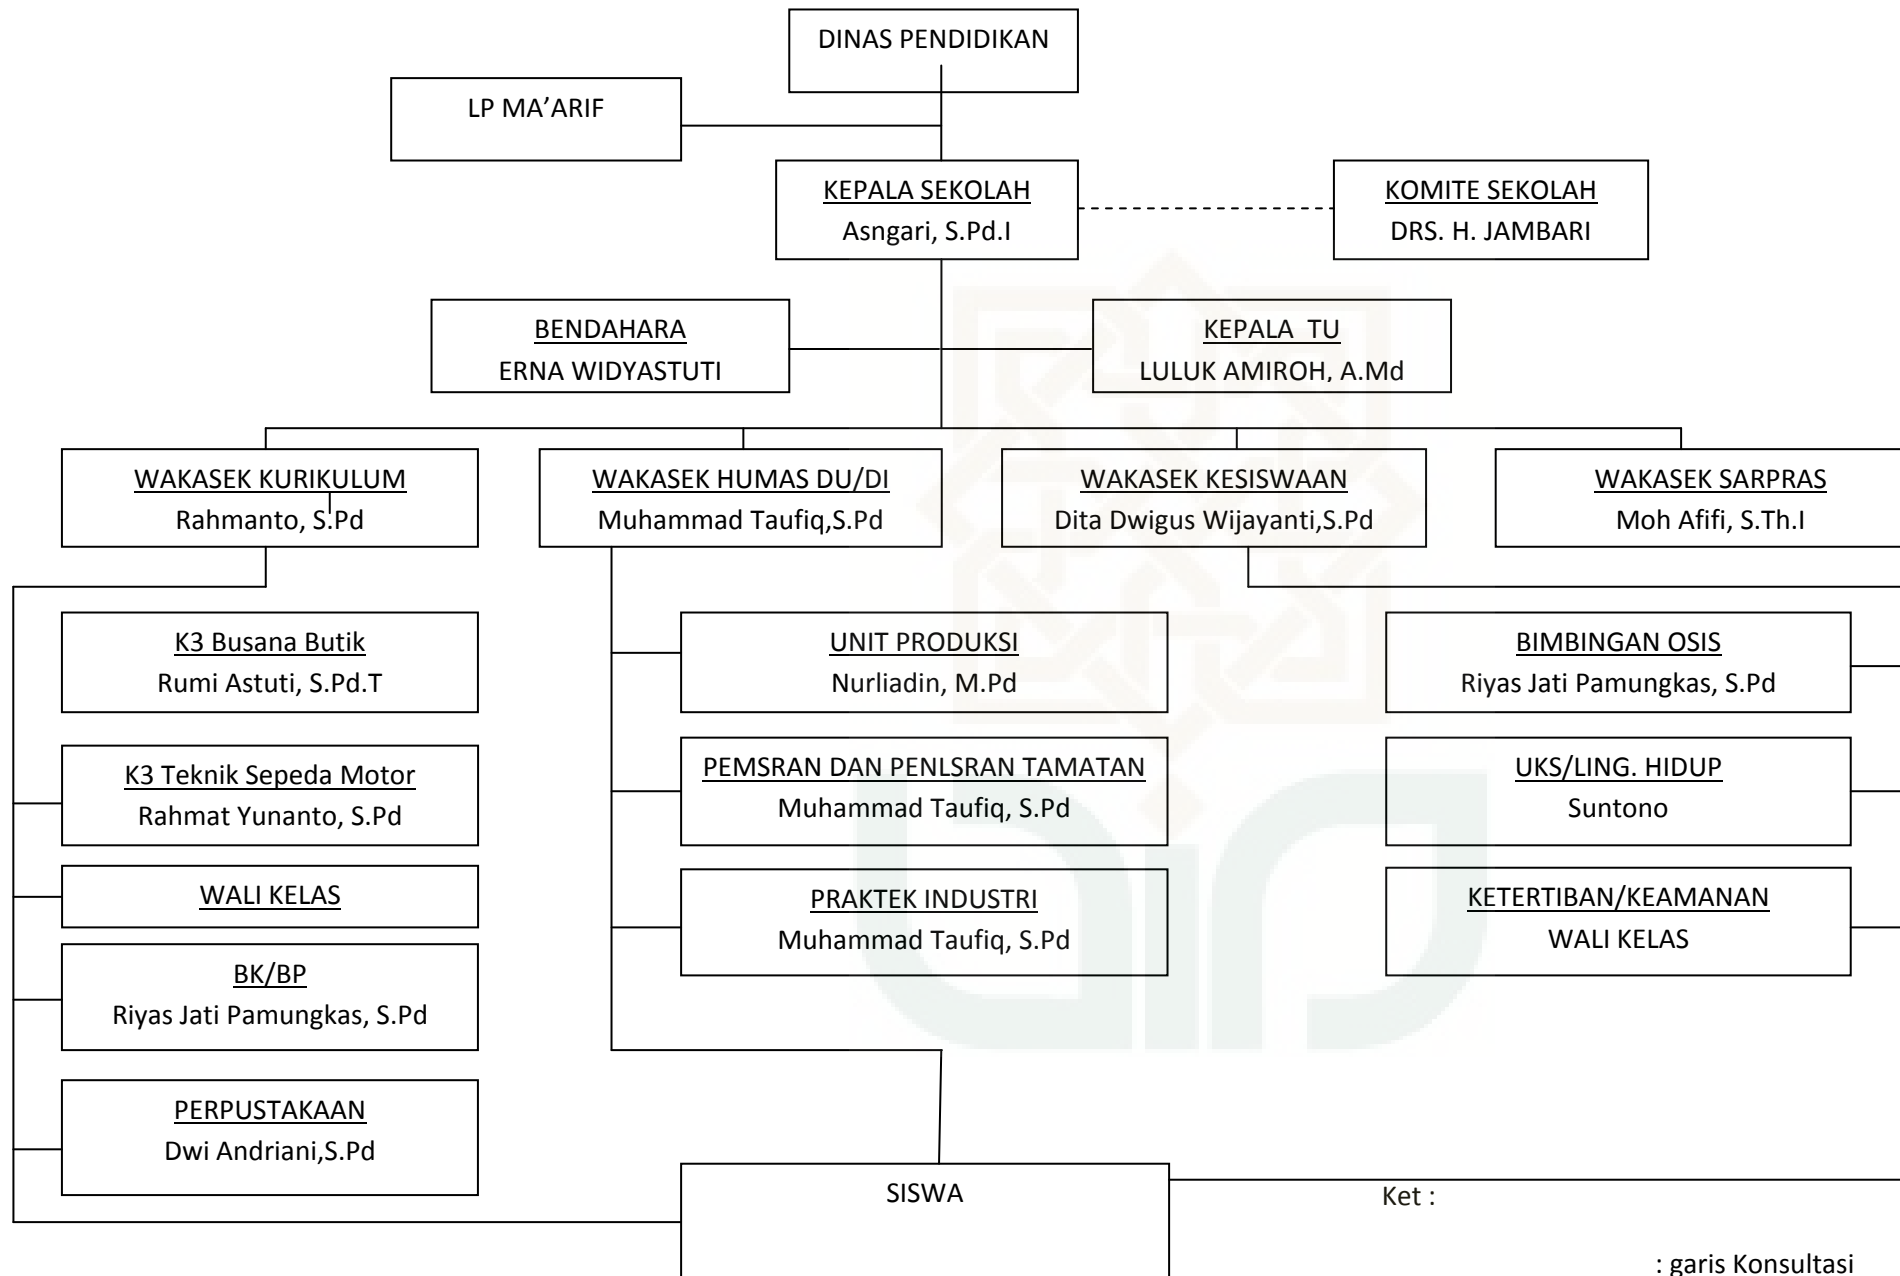 DINAS PENDIDIKAN
LP MA’ARIF
KEPALA SEKOLAH
Asngari, S.Pd.I
KOMITE SEKOLAH
DRS. H. JAMBARI
BENDAHARA
ERNA WIDYASTUTI
KEPALA TU
LULUK AMIROH, A.Md
WAKASEK KURIKULUM
Rahmanto, S.Pd
WAKASEK HUMAS DU/DI
Muhammad Taufiq,S.Pd
WAKASEK KESISWAAN
Dita Dwigus Wijayanti,S.Pd
WAKASEK SARPRAS
Moh Afifi, S.Th.I
K3 Busana Butik
Rumi Astuti, S.Pd.T
K3 Teknik Sepeda Motor
Rahmat Yunanto, S.Pd
WALI KELAS
BK/BP
Riyas Jati Pamungkas, S.Pd
PERPUSTAKAAN
Dwi Andriani,S.Pd
UNIT PRODUKSI
Nurliadin, M.Pd
PEMSRAN DAN PENLSRAN TAMATAN
Muhammad Taufiq, S.Pd
PRAKTEK INDUSTRI
Muhammad Taufiq, S.Pd
BIMBINGAN OSIS
Riyas Jati Pamungkas, S.Pd
UKS/LING. HIDUP
Suntono
KETERTIBAN/KEAMANAN
WALI KELAS
SISWA
Ket :
: garis Konsultasi